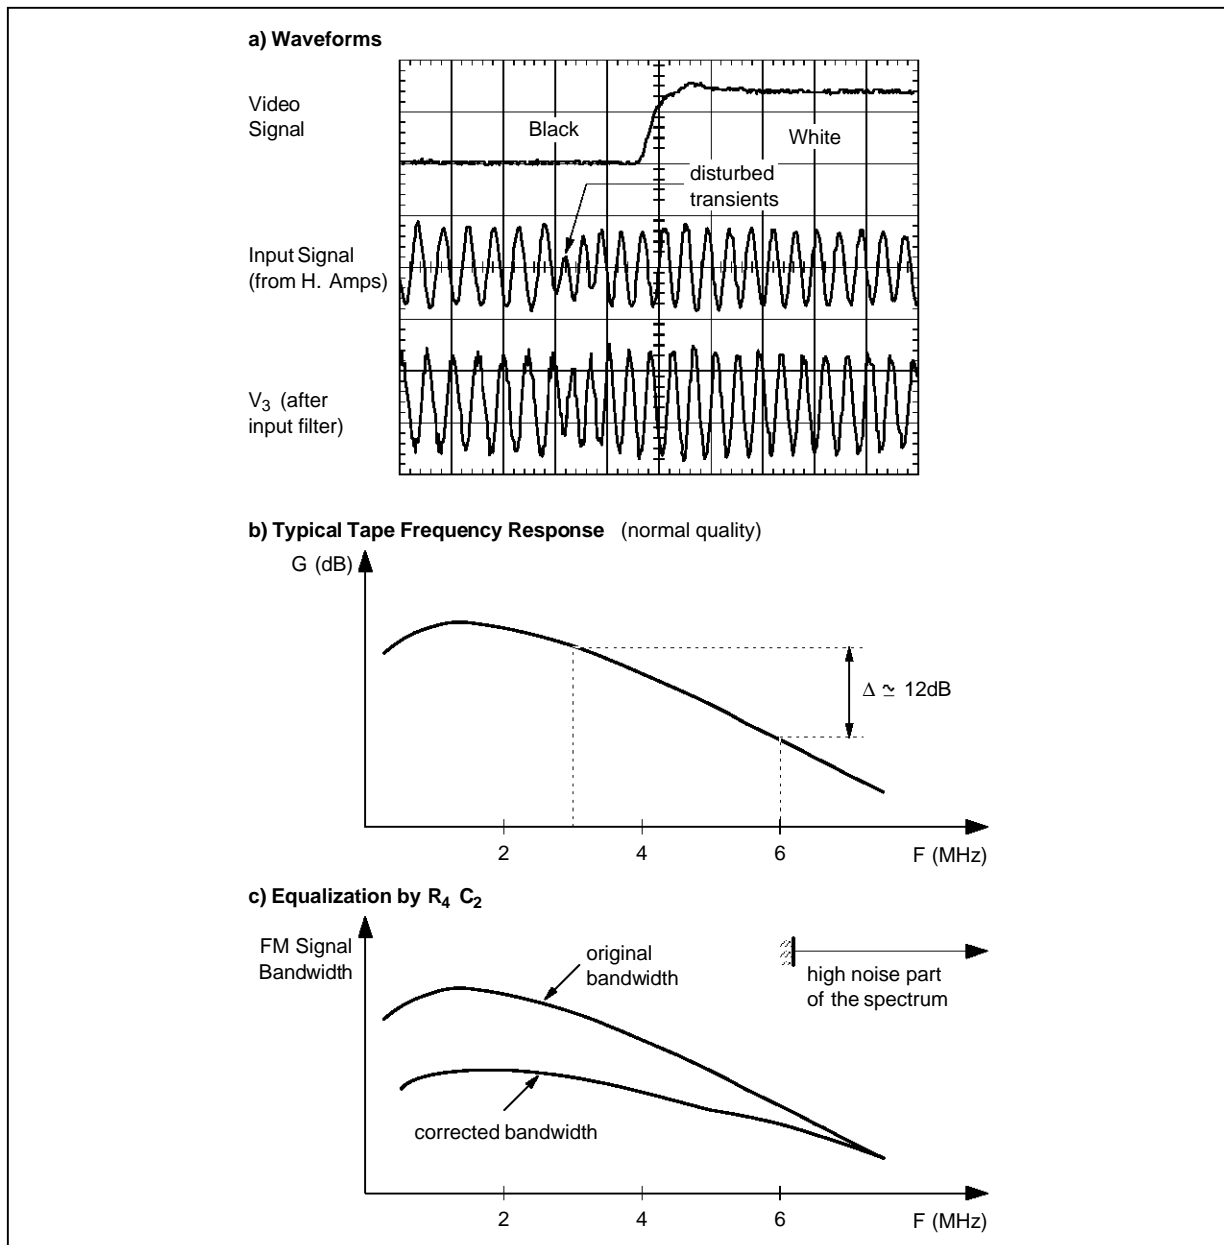 a) Waveforms
Video
Signal
Black
White
disturbed
transients
Input Signal
(from H. Amps)
V3 (after
input filter)
b) Typical Tape Frequency Response (normal quality)
G (dB)
Δ ≃ 12dB
2 4 6 F (MHz)
c) Equalization by R4 C2
FM Signal
Bandwidth
original
bandwidth
high noise part
of the spectrum
corrected bandwidth
2 4 6 F (MHz)